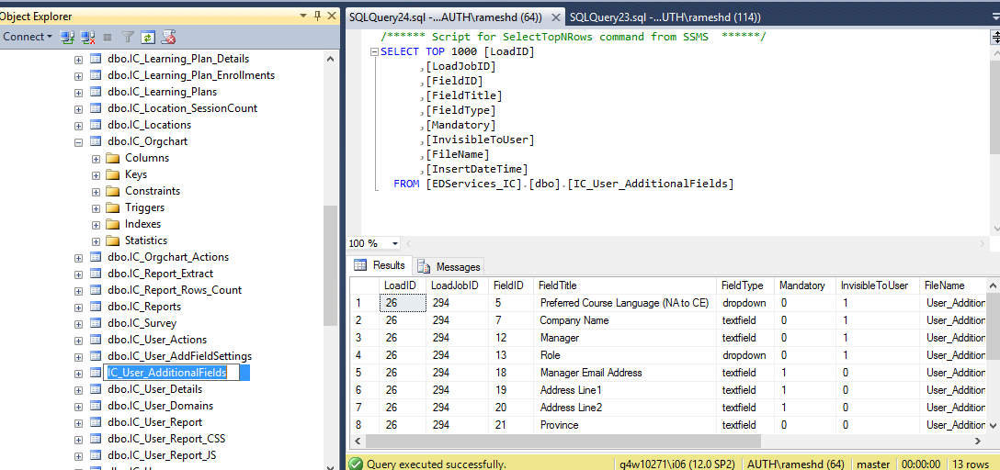 Object Explorer
Connect
dbo.IC_Learning_Plan_Details
dbo.IC_Learning_Plan_Enrollments
dbo.IC_Learning_Plans
dbo.IC_Location_SessionCount
dbo.IC_Locations
dbo.IC_Orgchart
Columns
Keys
Constraints
Triggers
Indexes
Statistics
dbo.IC_Orgchart_Actions
dbo.IC_Report_Extract
dbo.IC_Report_Rows_Count
dbo.IC_Reports
dbo.IC_Survey
dbo.IC_User_Actions
dbo.IC_User_AddFieldSettings
IC_User_AdditionalFields
dbo.IC_User_Details
dbo.IC_User_Domains
dbo.IC_User_Report
dbo.IC_User_Report_CSS
dbo.IC_User_Report_JS
SQLQuery24.sql -...AUTH\rameshd (64)) SQLQuery23.sql -...UTH\rameshd (114))
/****** Script for SelectTopNRows command from SSMS ******/
SELECT TOP 1000 [LoadID]
,[LoadJobID]
,[FieldID]
,[FieldTitle]
,[FieldType]
,[Mandatory]
,[InvisibleToUser]
,[FileName]
,[InsertDateTime]
FROM [EDServices_IC].[dbo].[IC_User_AdditionalFields]
100 %
Results Messages
LoadID LoadJobID FieldID FieldTitle FieldType Mandatory InvisibleToUser FileName
1 26 294 5 Preferred Course Language (NA to CE) dropdown 0 1 User_Addition
2 26 294 7 Company Name textfield 0 1 User_Addition
3 26 294 12 Manager textfield 0 1 User_Addition
4 26 294 13 Role dropdown 0 1 User_Addition
5 26 294 18 Manager Email Address textfield 1 0 User_Addition
6 26 294 19 Address Line1 textfield 1 0 User_Addition
7 26 294 20 Address Line2 textfield 1 0 User_Addition
8 26 294 21 Province textfield 0 0 User_Addition
Query executed successfully. q4w10271\i06 (12.0 SP2) AUTH\rameshd (64) master 00:00:00 13 rows